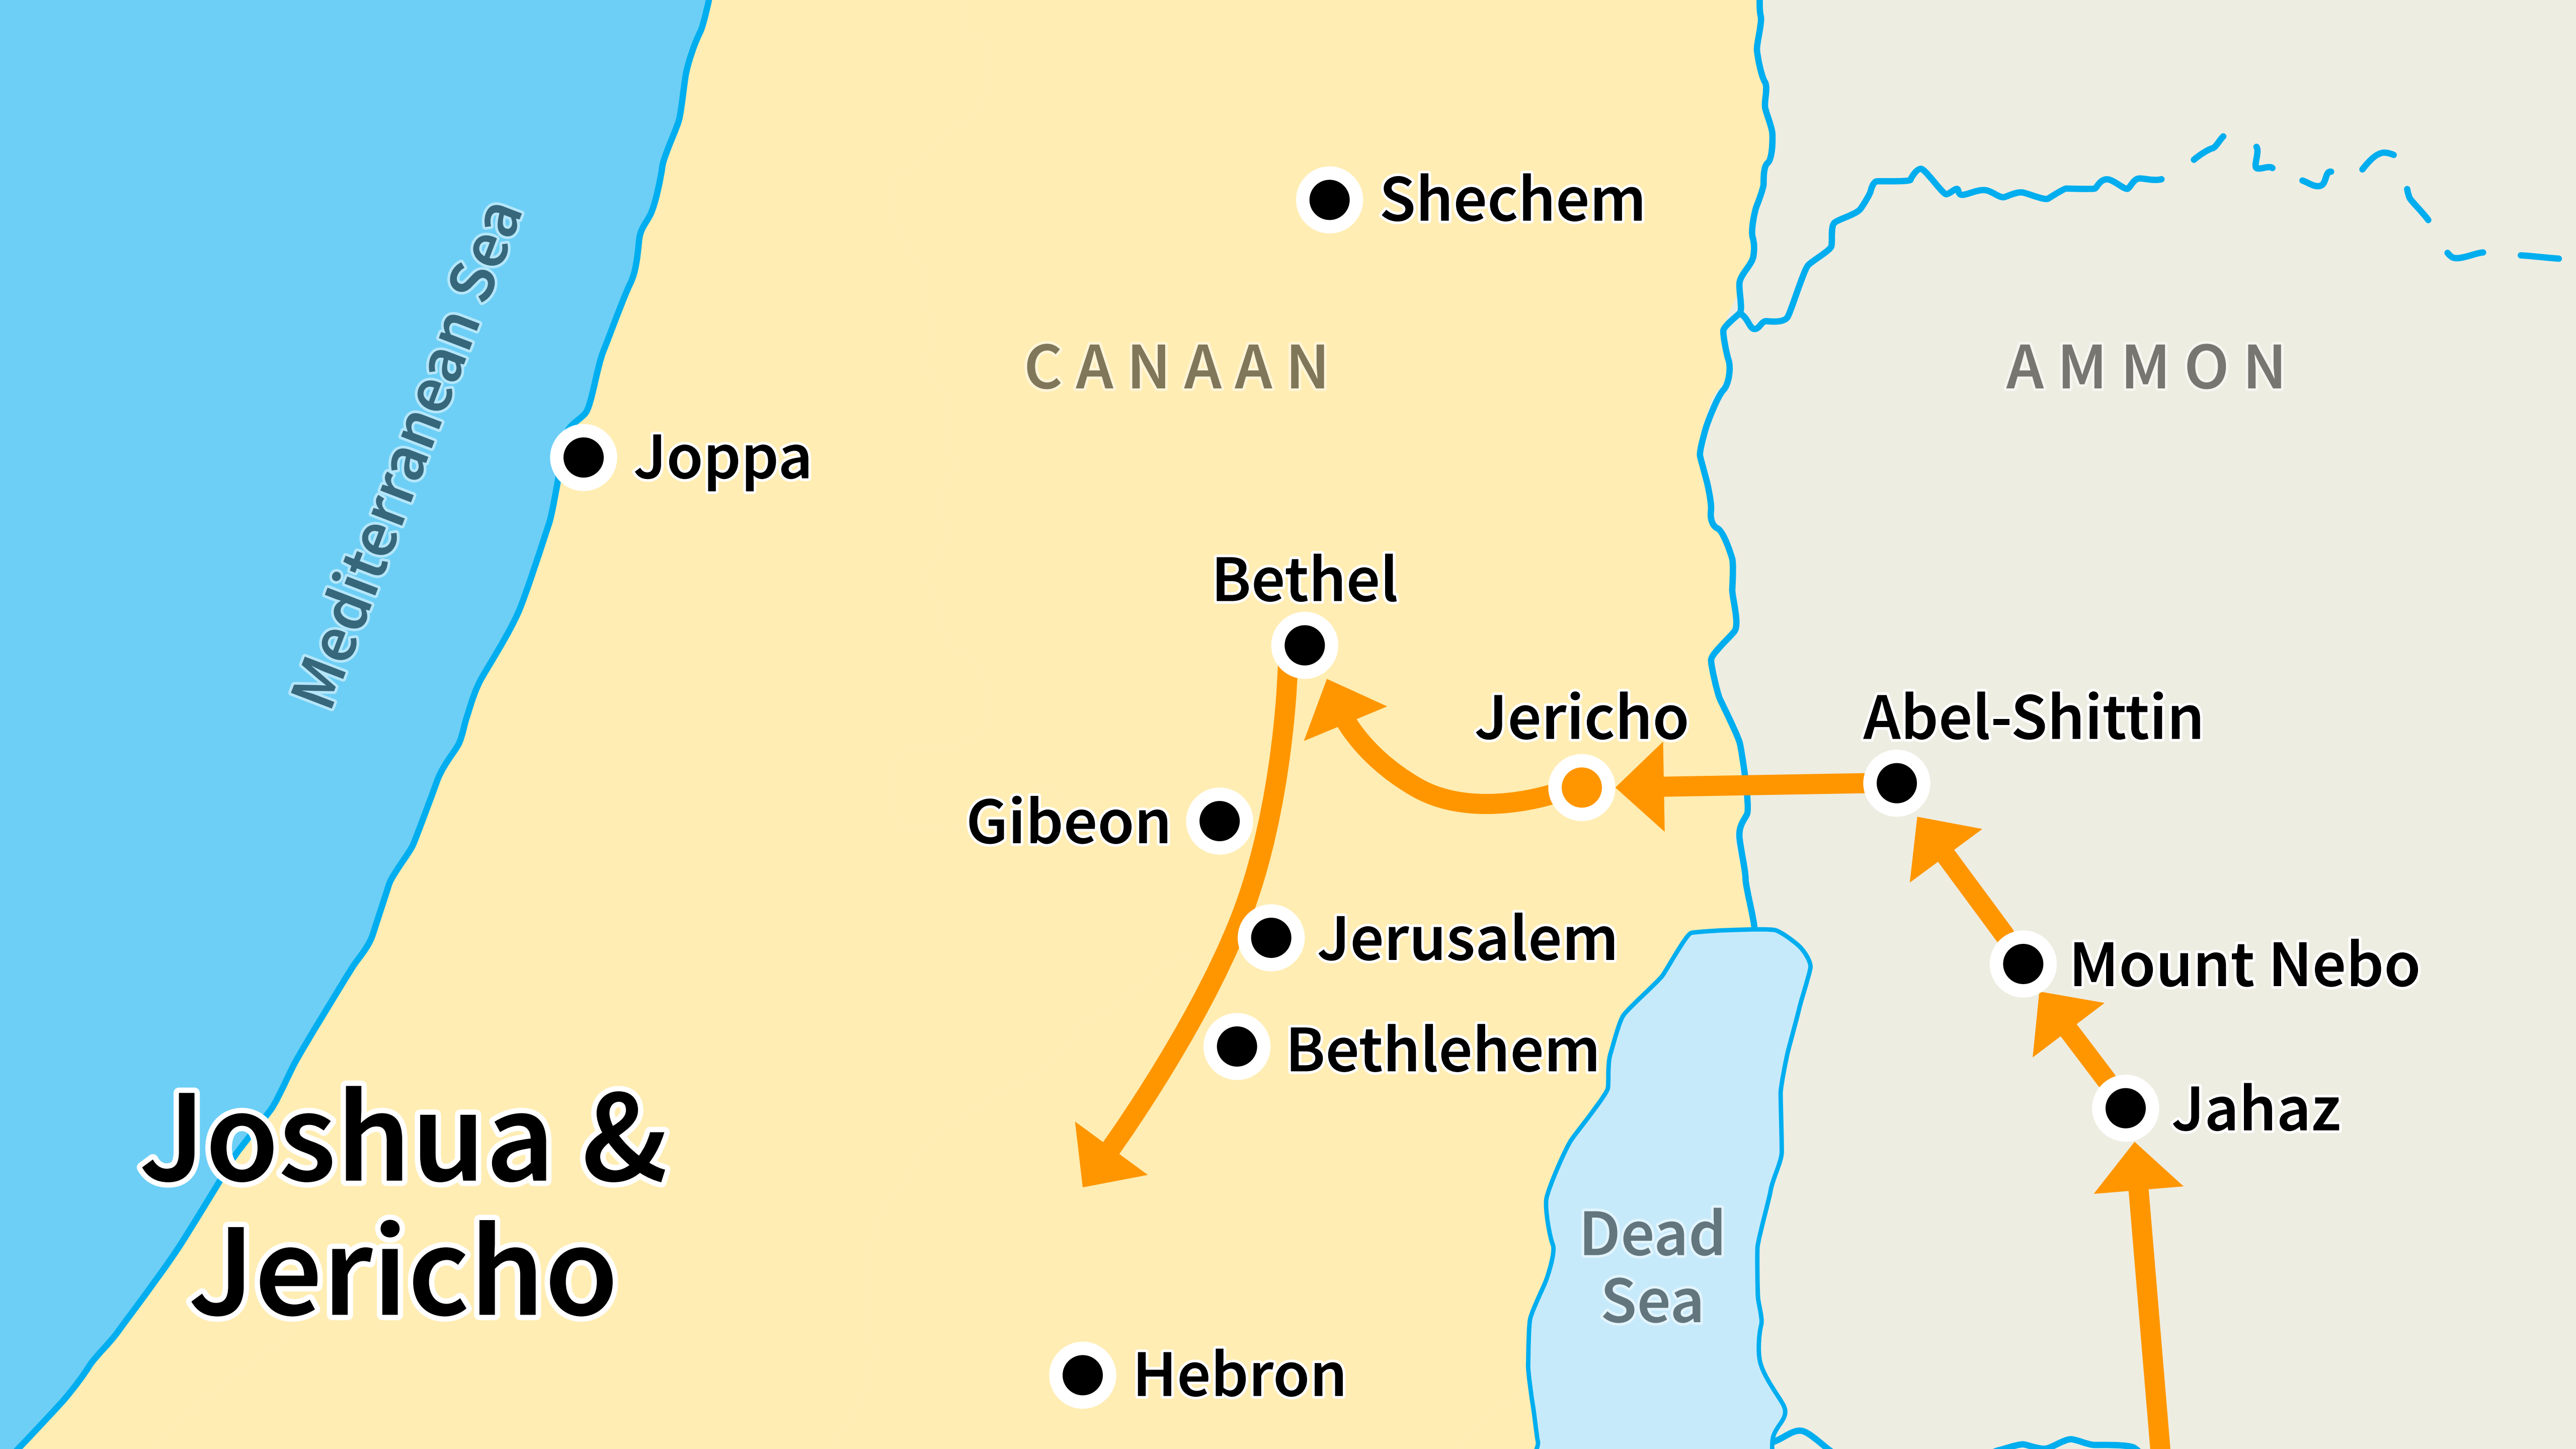 Shechem
CANAAN
AMMON
Mediterranean Sea
Joppa
Bethel
Jericho
Abel-Shittin
Gibeon
Jerusalem
Mount Nebo
Bethlehem
Jahaz
Joshua &
Jericho
Dead
Sea
Hebron